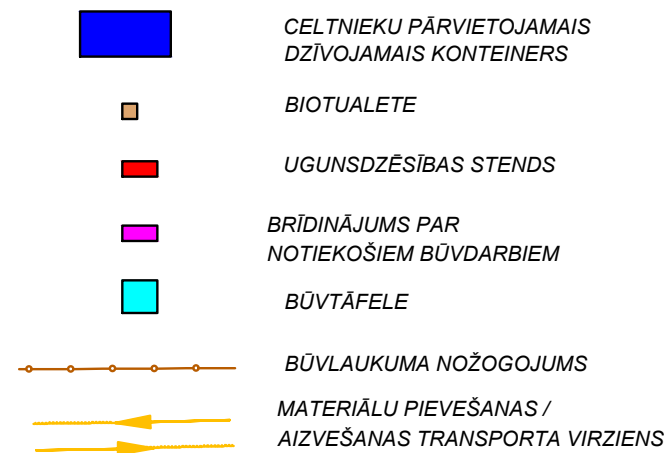 CELTNIEKU PĀRVIETOJAMAIS
DZĪVOJAMAIS KONTEINERS
BIOTUALETE
UGUNSDZĒSĪBAS STENDS
BRĪDINĀJUMS PAR
NOTIEKOŠIEM BŪVDARBIEM
BŪVTĀFELE
BŪVLAUKUMA NOŽOGOJUMS
MATERIĀLU PIEVEŠANAS /
AIZVEŠANAS TRANSPORTA VIRZIENS